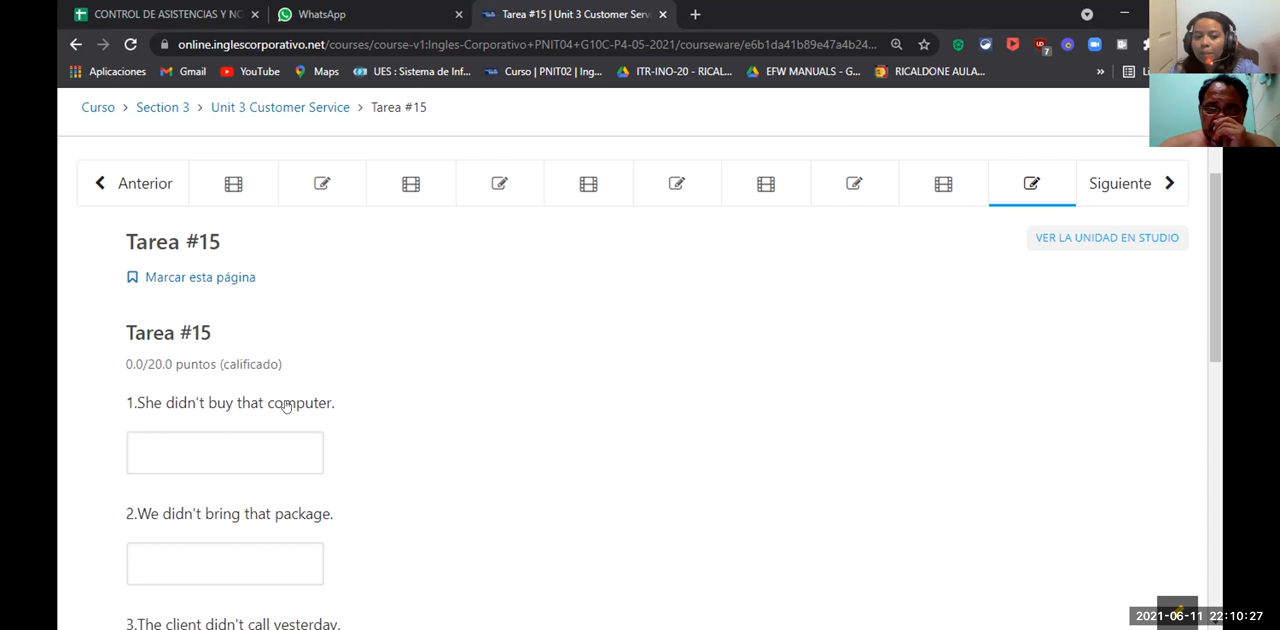 CONTROL DE ASISTENCIAS Y NO
WhatsApp
Tarea #15 | Unit 3 Customer Serv
online.inglescorporativo.net/courses/course-v1:Ingles-Corporativo+PNIT04+G10C-P4-05-2021/courseware/e6b1da41b89e47a4b24...
Aplicaciones
Gmail
YouTube
Maps
UES : Sistema de Inf...
Curso | PNIT02 | Ing...
ITR-INO-20 - RICAL...
EFW MANUALS - G...
RICALDONE AULA...
»
Curso > Section 3 > Unit 3 Customer Service > Tarea #15
Anterior
Siguiente
Tarea #15
VER LA UNIDAD EN STUDIO
Marcar esta página
Tarea #15
0.0/20.0 puntos (calificado)
1.She didn't buy that computer.
2.We didn't bring that package.
3.The client didn't call yesterday.
2021-06-11 22:10:27